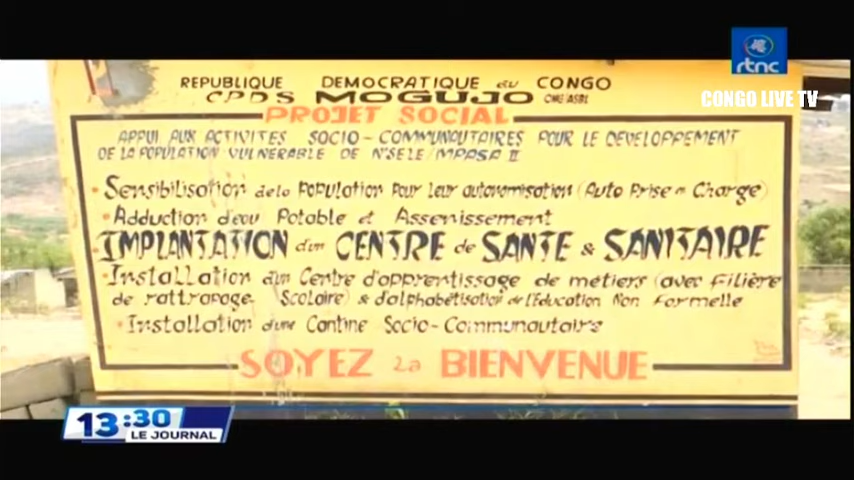 rtnc
CONGO LIVE TV
REPUBLIQUE DEMOCRATIQUE du CONGO
CPDS MOGUJO ONG/ASBL
PROJET SOCIAL
APPUI AUX ACTIVITES SOCIO-COMMUNAUTAIRES POUR LE DEVELOPPEMENT
DE LA POPULATION VULNERABLE DE N'SELE/MPASA II
• Sensibilisation de la Population Pour leur autonomisation (Auto Prise en Charge)
• Adduction d'eau Potable et Assenissement
• IMPLANTATION d'un CENTRE de SANTE & SANITAIRE
• Installation d'un Centre d'apprentissage de métiers (avec Filière
de rattrapage Scolaire) & d'alphabétisation de l'Education Non Formelle
• Installation d'une Cantine Socio-Communautaire
SOYEZ la BIENVENUE
13:30
LE JOURNAL